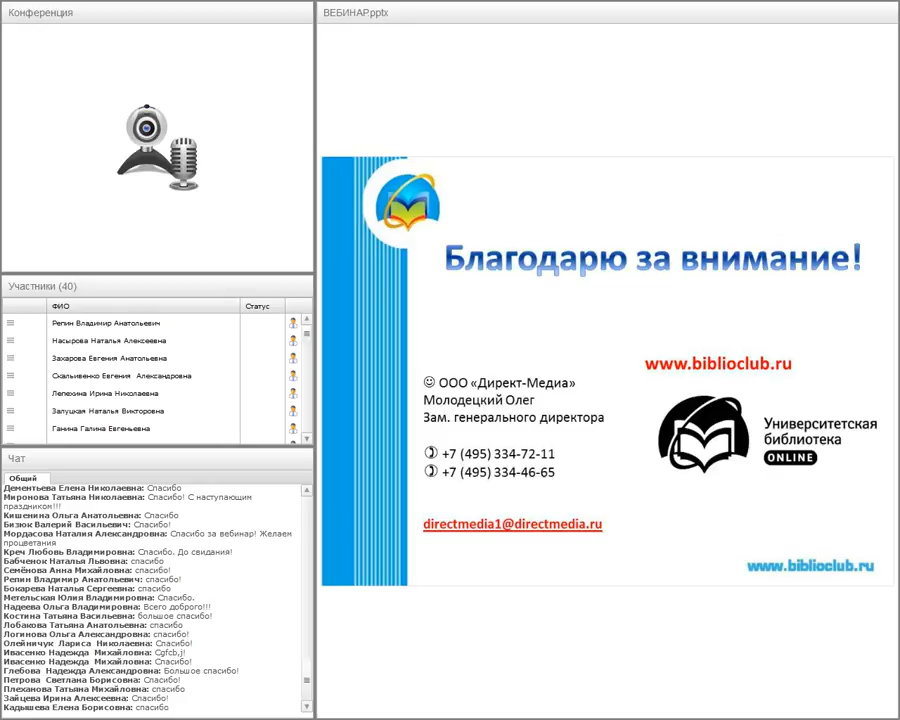 Конференция
ВЕБИНАР.pptx
Участники (40)
ФИО
Статус
Репин Владимир Анатольевич
Насырова Наталья Алексеевна
Захарова Евгения Анатольевна
Скальивенко Евгения Александровна
Лепехина Ирина Николаевна
Залуцкая Наталья Викторовна
Ганина Галина Евгеньевна
Чат
Общий
Дементьева Елена Николаевна: Спасибо
Миронова Татьяна Николаевна: Спасибо! С наступающим
праздником!!!
Кишенина Ольга Анатольевна: Спасибо
Бизюк Валерий Васильевич: Спасибо!
Мордасова Наталия Александровна: Спасибо за вебинар! Желаем
процветания
Креч Любовь Владимировна: Спасибо. До свидания!
Бабченок Наталья Львовна: спасибо
Семёнова Анна Михайловна: спасибо!
Репин Владимир Анатольевич: спасибо!
Бокарева Наталья Сергеевна: спасибо
Метельская Юлия Владимировна: Спасибо.
Надеева Ольга Владимировна: Всего доброго!!!
Костина Татьяна Васильевна: большое спасибо!
Лобакова Татьяна Анатольевна: спасибо
Логинова Ольга Александровна: спасибо!
Олейничук Лариса Николаевна: Спасибо!
Ивасенко Надежда Михайловна: Cgfcb,j!
Ивасенко Надежда Михайловна: Спасибо!
Глебова Надежда Александровна: Большое спасибо!
Петрова Светлана Борисовна: Спасибо!
Плеханова Татьяна Михайловна: спасибо
Зайцева Ирина Алексеевна: Спасибо!
Кадышева Елена Борисовна: спасибо
Благодарю за внимание!
www.biblioclub.ru
☺ ООО «Директ-Медиа»
Молодецкий Олег
Зам. генерального директора
✆ +7 (495) 334-72-11
✆ +7 (495) 334-46-65
directmedia1@directmedia.ru
Университетская
библиотека
ONLINE
www.biblioclub.ru